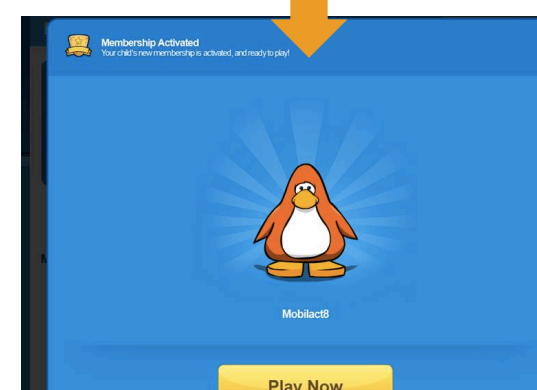 Membership Activated
Your child's new membership is activated, and ready to play!
Mobilact8
Play Now